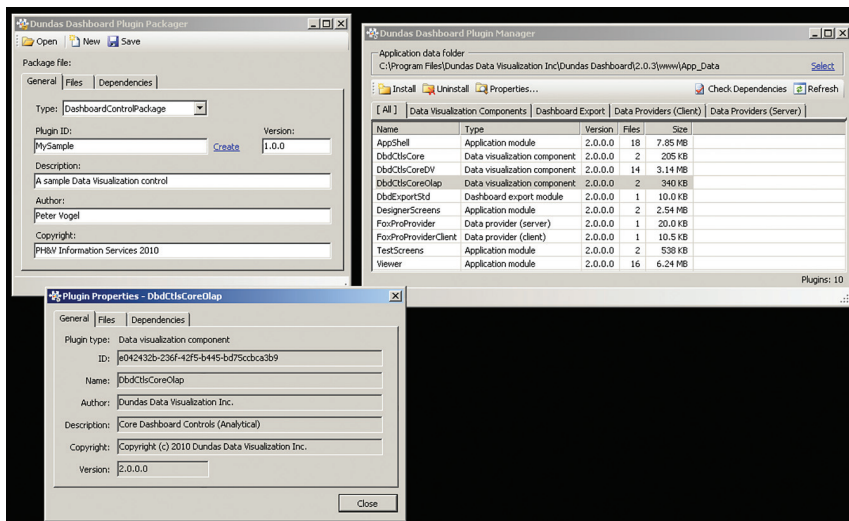 Dundas Dashboard Plugin Packager
Open New Save
Package file:
General Files Dependencies
Type: DashboardControlPackage
Plugin ID: Version:
MySample Create 1.0.0
Description:
A sample Data Visualization control
Author:
Peter Vogel
Copyright:
PH&V Information Services 2010
Dundas Dashboard Plugin Manager
Application data folder
C:\Program Files\Dundas Data Visualization Inc\Dundas Dashboard\2.0.3\www\App_Data Select
Install Uninstall Properties... Check Dependencies Refresh
[ All ] Data Visualization Components Dashboard Export Data Providers (Client) Data Providers (Server)
Name Type Version Files Size
AppShell Application module 2.0.0.0 18 7.85 MB
DbdCtlsCore Data visualization component 2.0.0.0 2 205 KB
DbdCtlsCoreDV Data visualization component 2.0.0.0 14 3.14 MB
DbdCtlsCoreOlap Data visualization component 2.0.0.0 2 340 KB
DbdExportStd Dashboard export module 2.0.0.0 1 10.0 KB
DesignerScreens Application module 2.0.0.0 2 2.54 MB
FoxProProvider Data provider (server) 2.0.0.0 1 20.0 KB
FoxProProviderClient Data provider (client) 2.0.0.0 1 10.5 KB
TestScreens Application module 2.0.0.0 2 538 KB
Viewer Application module 2.0.0.0 16 6.24 MB
Plugins: 10
Plugin Properties - DbdCtlsCoreOlap
General Files Dependencies
Plugin type: Data visualization component
ID: e042432b-236f-42f5-b445-bd75ccbca3b9
Name: DbdCtlsCoreOlap
Author: Dundas Data Visualization Inc.
Description: Core Dashboard Controls (Analytical)
Copyright: Copyright (c) 2010 Dundas Data Visualization Inc.
Version: 2.0.0.0
Close